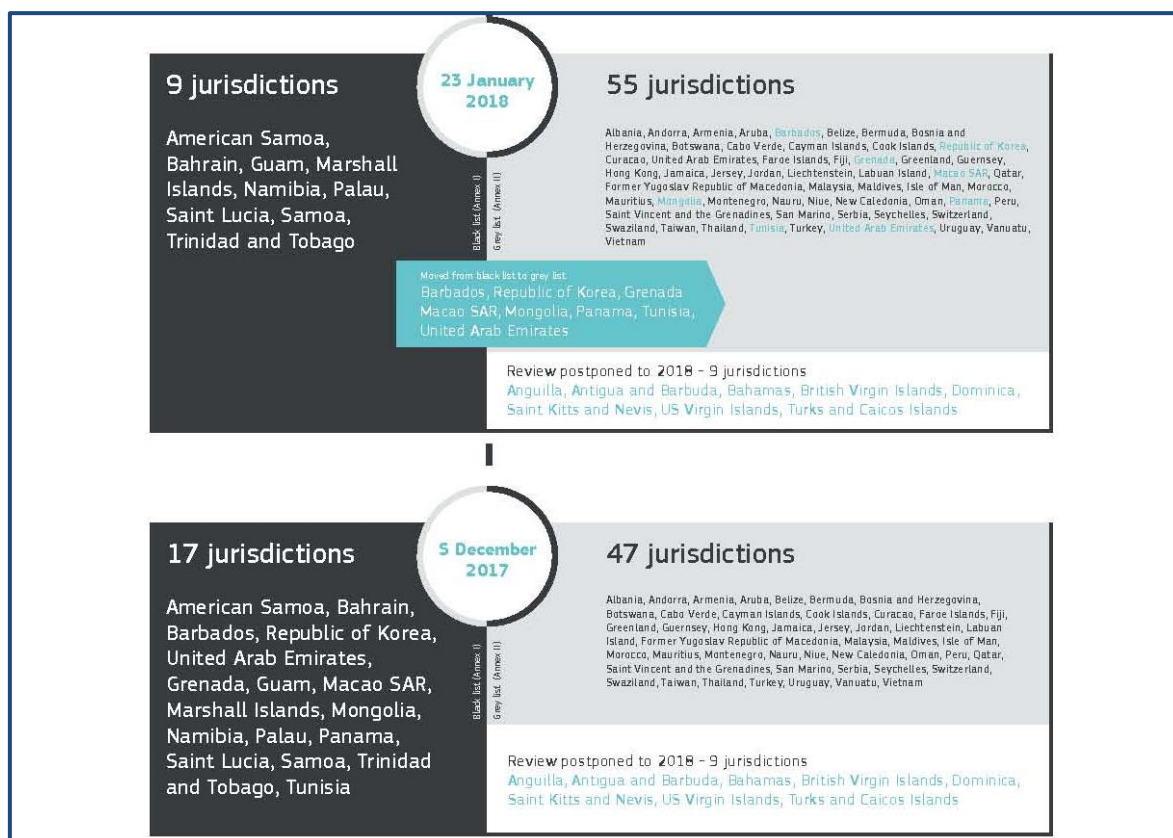 9 jurisdictions
American Samoa,
Bahrain, Guam, Marshall
Islands, Namibia, Palau,
Saint Lucia, Samoa,
Trinidad and Tobago
23 January
2018
Black list (Annex I)
Grey list (Annex II)
55 jurisdictions
Albania, Andorra, Armenia, Aruba, Barbados, Belize, Bermuda, Bosnia and
Herzegovina, Botswana, Cabo Verde, Cayman Islands, Cook Islands, Republic of Korea,
Curacao, United Arab Emirates, Faroe Islands, Fiji, Grenada, Greenland, Guernsey,
Hong Kong, Jamaica, Jersey, Jordan, Liechtenstein, Labuan Island, Macao SAR, Qatar,
Former Yugoslav Republic of Macedonia, Malaysia, Maldives, Isle of Man, Morocco,
Mauritius, Mongolia, Montenegro, Nauru, Niue, New Caledonia, Oman, Panama, Peru,
Saint Vincent and the Grenadines, San Marino, Serbia, Seychelles, Switzerland,
Swaziland, Taiwan, Thailand, Tunisia, Turkey, United Arab Emirates, Uruguay, Vanuatu,
Vietnam
Moved from black list to grey list
Barbados, Republic of Korea, Grenada
Macao SAR, Mongolia, Panama, Tunisia,
United Arab Emirates
Review postponed to 2018 - 9 jurisdictions
Anguilla, Antigua and Barbuda, Bahamas, British Virgin Islands, Dominica,
Saint Kitts and Nevis, US Virgin Islands, Turks and Caicos Islands
17 jurisdictions
American Samoa, Bahrain,
Barbados, Republic of Korea,
United Arab Emirates,
Grenada, Guam, Macao SAR,
Marshall Islands, Mongolia,
Namibia, Palau, Panama,
Saint Lucia, Samoa, Trinidad
and Tobago, Tunisia
5 December
2017
Black list (Annex I)
Grey list (Annex II)
47 jurisdictions
Albania, Andorra, Armenia, Aruba, Belize, Bermuda, Bosnia and Herzegovina,
Botswana, Cabo Verde, Cayman Islands, Cook Islands, Curacao, Faroe Islands, Fiji,
Greenland, Guernsey, Hong Kong, Jamaica, Jersey, Jordan, Liechtenstein, Labuan
Island, Former Yugoslav Republic of Macedonia, Malaysia, Maldives, Isle of Man,
Morocco, Mauritius, Montenegro, Nauru, Niue, New Caledonia, Oman, Peru, Qatar,
Saint Vincent and the Grenadines, San Marino, Serbia, Seychelles, Switzerland,
Swaziland, Taiwan, Thailand, Turkey, Uruguay, Vanuatu, Vietnam
Review postponed to 2018 - 9 jurisdictions
Anguilla, Antigua and Barbuda, Bahamas, British Virgin Islands, Dominica,
Saint Kitts and Nevis, US Virgin Islands, Turks and Caicos Islands